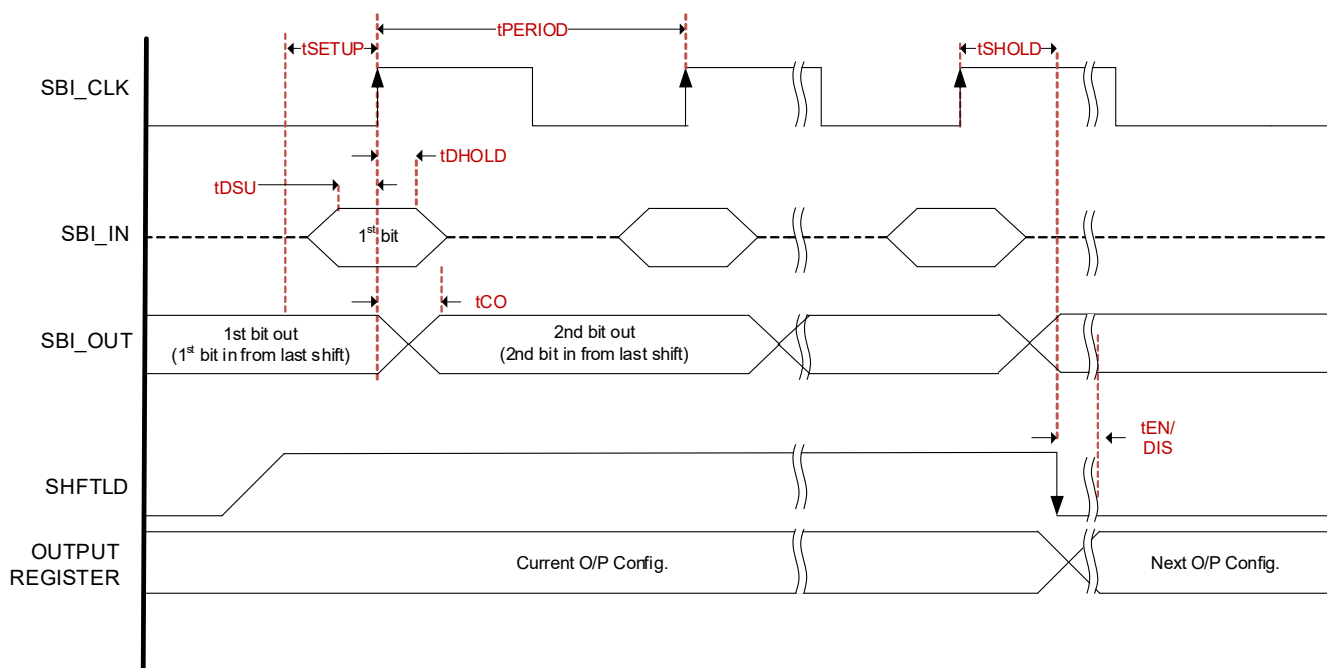 tSETUP
tPERIOD
tSHOLD
SBI_CLK
tDHOLD
tDSU
SBI_IN
1st bit
tCO
SBI_OUT
1st bit out
(1st bit in from last shift)
2nd bit out
(2nd bit in from last shift)
tEN/
DIS
SHFTLD
OUTPUT
REGISTER
Current O/P Config.
Next O/P Config.